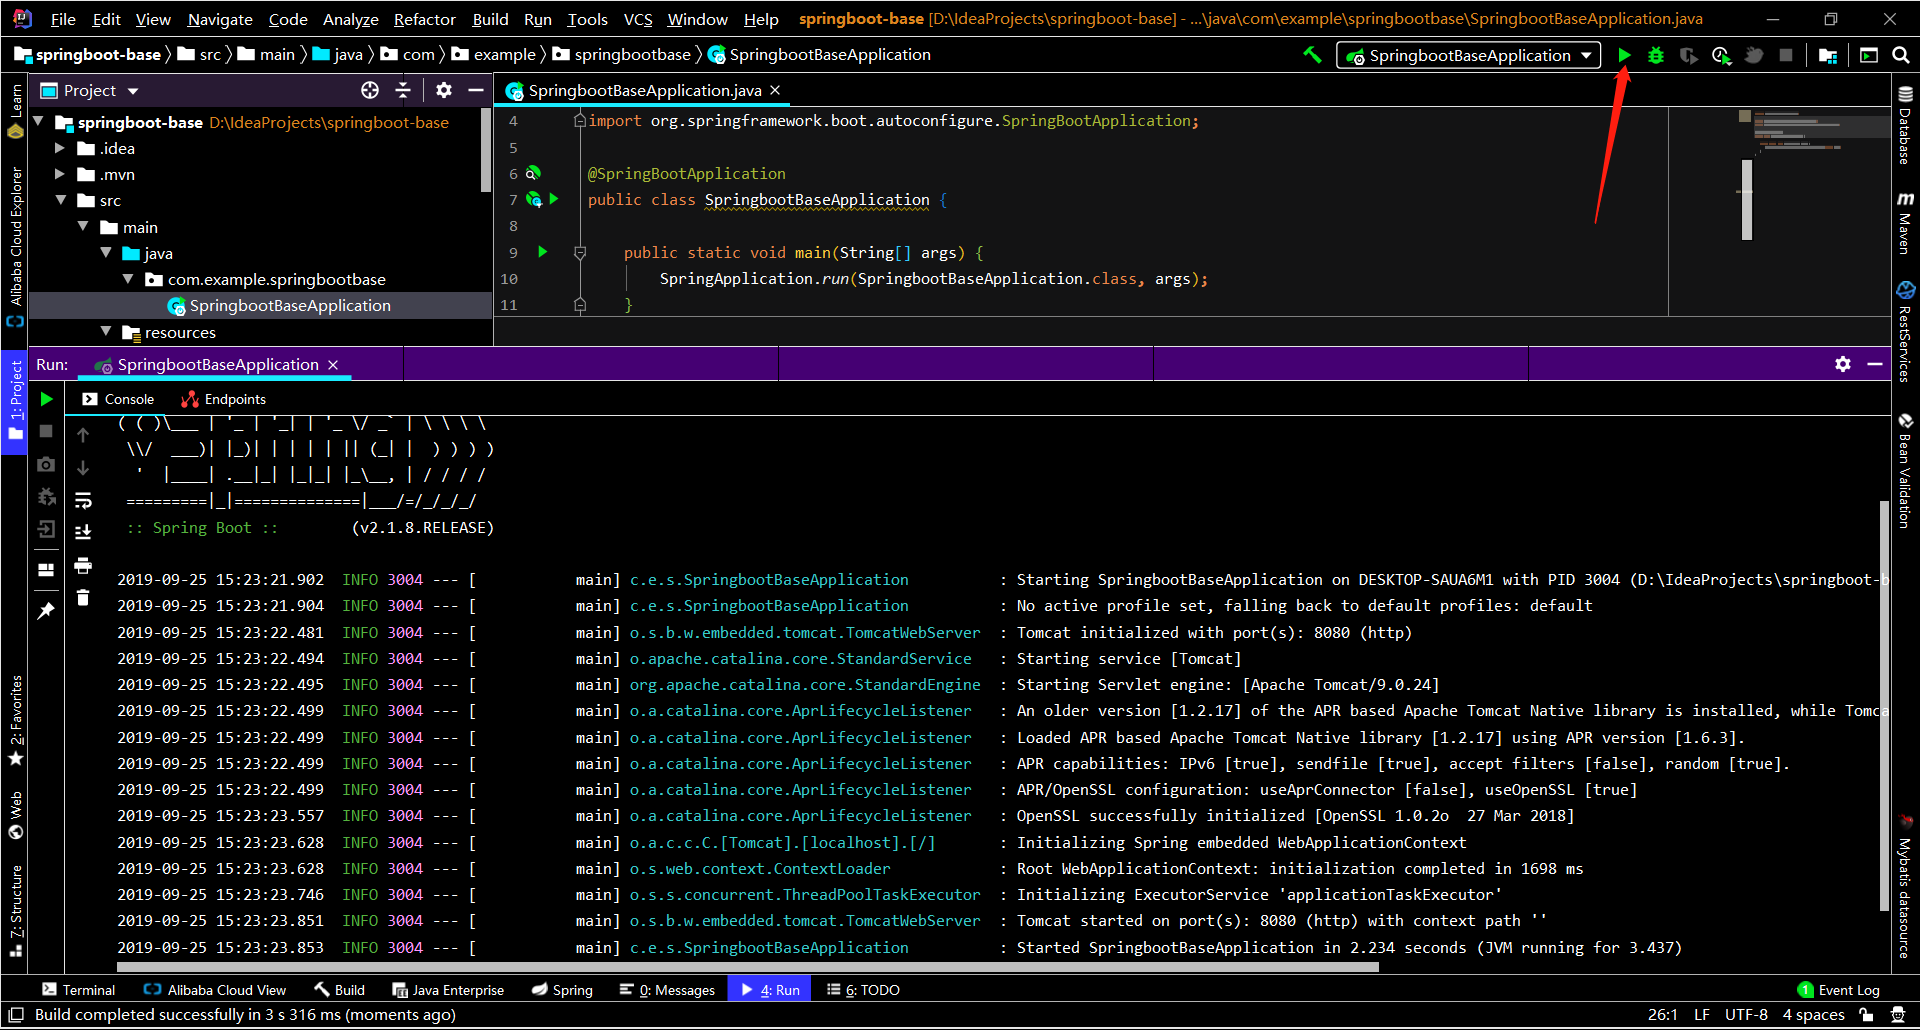 File Edit View Navigate Code Analyze Refactor Build Run Tools VCS Window Help springboot-base [D:\IdeaProjects\springboot-base] - ...\java\com\example\springbootbase\SpringbootBaseApplication.java
springboot-base src main java com example springbootbase SpringbootBaseApplication SpringbootBaseApplication
Project
springboot-base D:\IdeaProjects\springboot-base
.idea
.mvn
src
main
java
com.example.springbootbase
SpringbootBaseApplication
resources
SpringbootBaseApplication.java
4 import org.springframework.boot.autoconfigure.SpringBootApplication;
5
6 @SpringBootApplication
7 public class SpringbootBaseApplication {
8
9 public static void main(String[] args) {
10 SpringApplication.run(SpringbootBaseApplication.class, args);
11 }
Learn
Alibaba Cloud Explorer
1: Project
2: Favorites
Web
7: Structure
Database
Maven
RestServices
Bean Validation
Mybatis datasource
Run: SpringbootBaseApplication
Console Endpoints
( ( )\___ | '_ | '_| | '_ \/ _` | \ \ \ \
\\/  ___)| |_)| | | | | || (_| |  ) ) ) )
'  |____| .__|_| |_|_| |_\__, | / / / /
=========|_|==============|___/=/_/_/_/
:: Spring Boot :: (v2.1.8.RELEASE)
2019-09-25 15:23:21.902 INFO 3004 --- [ main] c.e.s.SpringbootBaseApplication : Starting SpringbootBaseApplication on DESKTOP-SAUA6M1 with PID 3004 (D:\IdeaProjects\springboot-b
2019-09-25 15:23:21.904 INFO 3004 --- [ main] c.e.s.SpringbootBaseApplication : No active profile set, falling back to default profiles: default
2019-09-25 15:23:22.481 INFO 3004 --- [ main] o.s.b.w.embedded.tomcat.TomcatWebServer : Tomcat initialized with port(s): 8080 (http)
2019-09-25 15:23:22.494 INFO 3004 --- [ main] o.apache.catalina.core.StandardService : Starting service [Tomcat]
2019-09-25 15:23:22.495 INFO 3004 --- [ main] org.apache.catalina.core.StandardEngine : Starting Servlet engine: [Apache Tomcat/9.0.24]
2019-09-25 15:23:22.499 INFO 3004 --- [ main] o.a.catalina.core.AprLifecycleListener : An older version [1.2.17] of the APR based Apache Tomcat Native library is installed, while Tomca
2019-09-25 15:23:22.499 INFO 3004 --- [ main] o.a.catalina.core.AprLifecycleListener : Loaded APR based Apache Tomcat Native library [1.2.17] using APR version [1.6.3].
2019-09-25 15:23:22.499 INFO 3004 --- [ main] o.a.catalina.core.AprLifecycleListener : APR capabilities: IPv6 [true], sendfile [true], accept filters [false], random [true].
2019-09-25 15:23:22.499 INFO 3004 --- [ main] o.a.catalina.core.AprLifecycleListener : APR/OpenSSL configuration: useAprConnector [false], useOpenSSL [true]
2019-09-25 15:23:23.557 INFO 3004 --- [ main] o.a.catalina.core.AprLifecycleListener : OpenSSL successfully initialized [OpenSSL 1.0.2o  27 Mar 2018]
2019-09-25 15:23:23.628 INFO 3004 --- [ main] o.a.c.c.C.[Tomcat].[localhost].[/] : Initializing Spring embedded WebApplicationContext
2019-09-25 15:23:23.628 INFO 3004 --- [ main] o.s.web.context.ContextLoader : Root WebApplicationContext: initialization completed in 1698 ms
2019-09-25 15:23:23.746 INFO 3004 --- [ main] o.s.s.concurrent.ThreadPoolTaskExecutor : Initializing ExecutorService 'applicationTaskExecutor'
2019-09-25 15:23:23.851 INFO 3004 --- [ main] o.s.b.w.embedded.tomcat.TomcatWebServer : Tomcat started on port(s): 8080 (http) with context path ''
2019-09-25 15:23:23.853 INFO 3004 --- [ main] c.e.s.SpringbootBaseApplication : Started SpringbootBaseApplication in 2.234 seconds (JVM running for 3.437)
Terminal Alibaba Cloud View Build Java Enterprise Spring 0: Messages 4: Run 6: TODO 1 Event Log
Build completed successfully in 3 s 316 ms (moments ago) 26:1 LF UTF-8 4 spaces